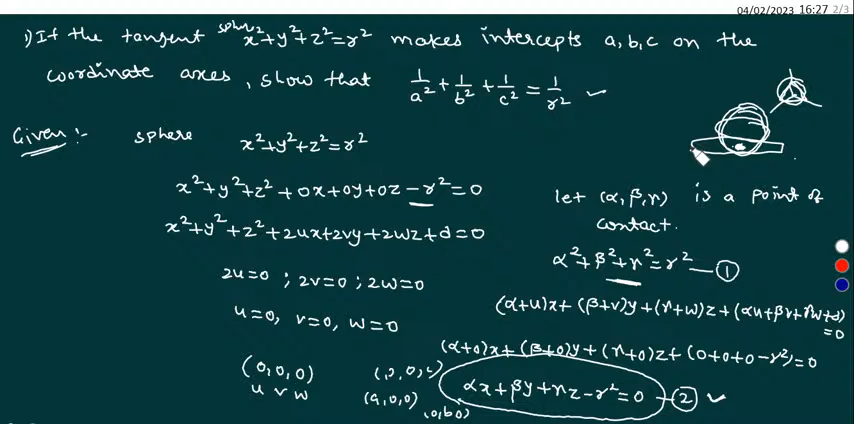 04/02/2023 16:27 2/3
1) If the tangent sphere x²+y²+z²=r² makes intercepts a,b,c on the
coordinate axes, show that 1/a² + 1/b² + 1/c² = 1/r²
Given :- sphere x²+y²+z²=r²
x²+y²+z²+0x+0y+0z-r²=0
x²+y²+z²+2ux+2vy+2wz+d=0
2u=0 ; 2v=0 ; 2w=0
u=0, v=0, w=0
(0,0,0)
u v w
(0,0,c)
(a,0,0)
(0,b,0)
let (α,β,γ) is a point of
contact.
α²+β²+γ²=r² — ①
(α+u)x+(β+v)y+(γ+w)z+(αu+βv+γw+d)
=0
(α+0)x+(β+0)y+(γ+0)z+(0+0+0-r²)=0
αx+βy+γz-r²=0 — ②